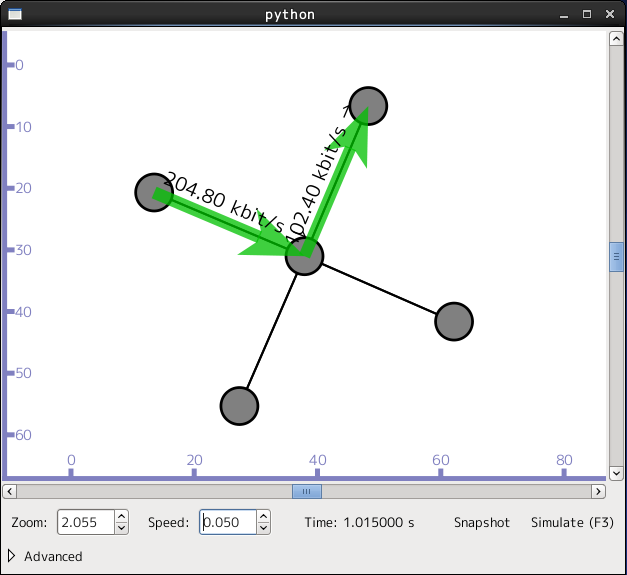 python
0
10
20
30
40
50
60
204.80 kbit/s
102.40 kbit/s →
0
20
40
60
80
Zoom: 2.055 Speed: 0.050 Time: 1.015000 s Snapshot Simulate (F3)
Advanced